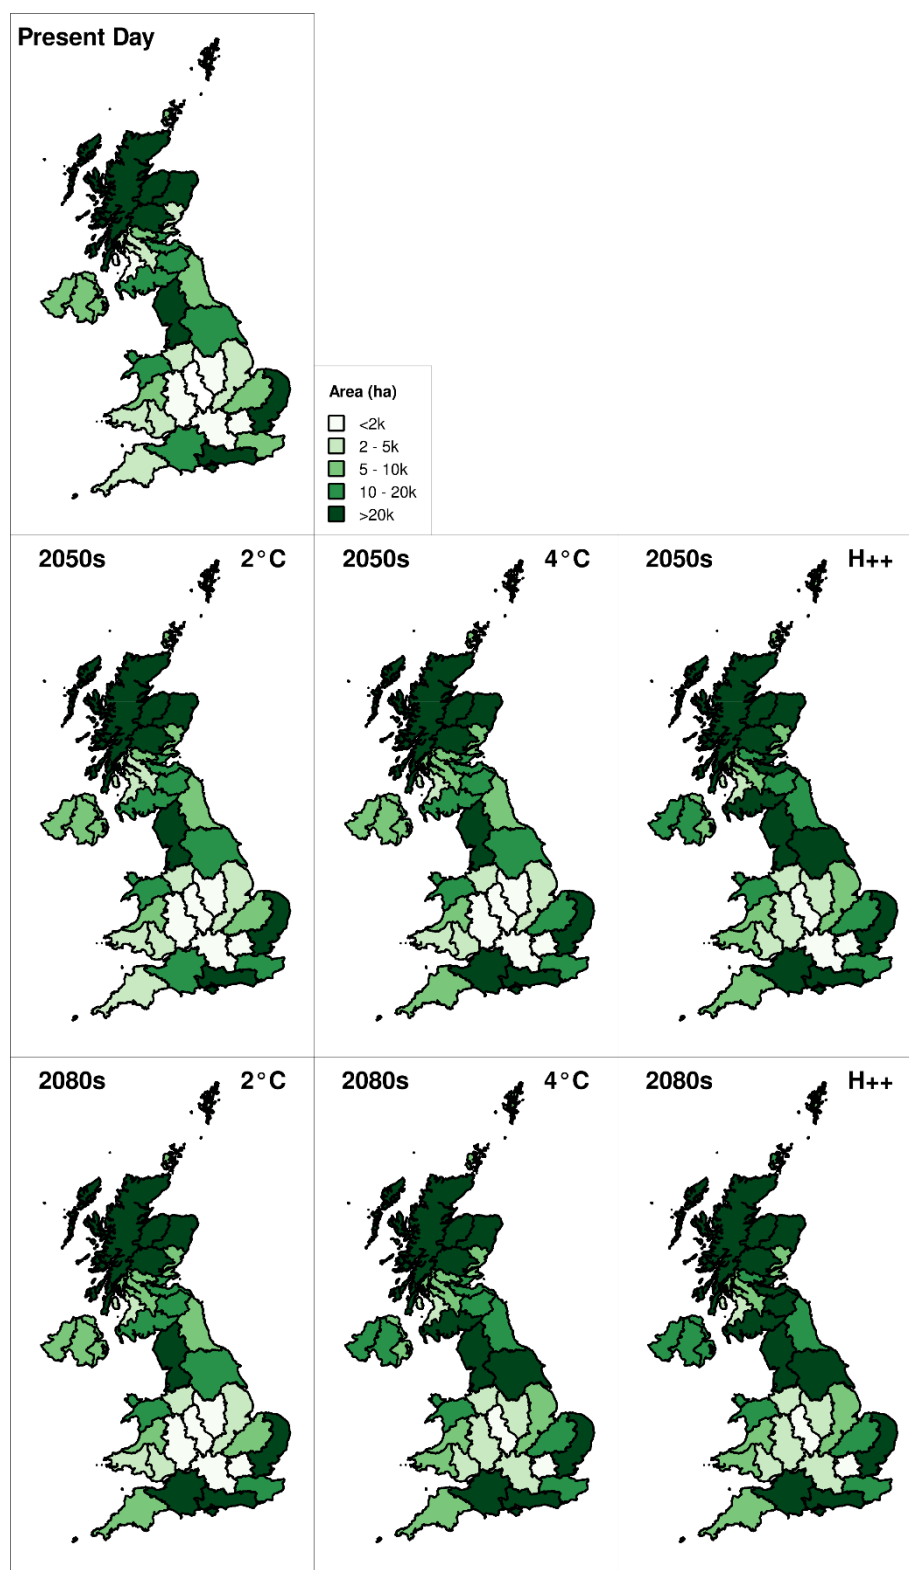 Present Day
Area (ha)
<2k
2 - 5k
5 - 10k
10 - 20k
>20k
2050s 2°C
2050s 4°C
2050s H++
2080s 2°C
2080s 4°C
2080s H++